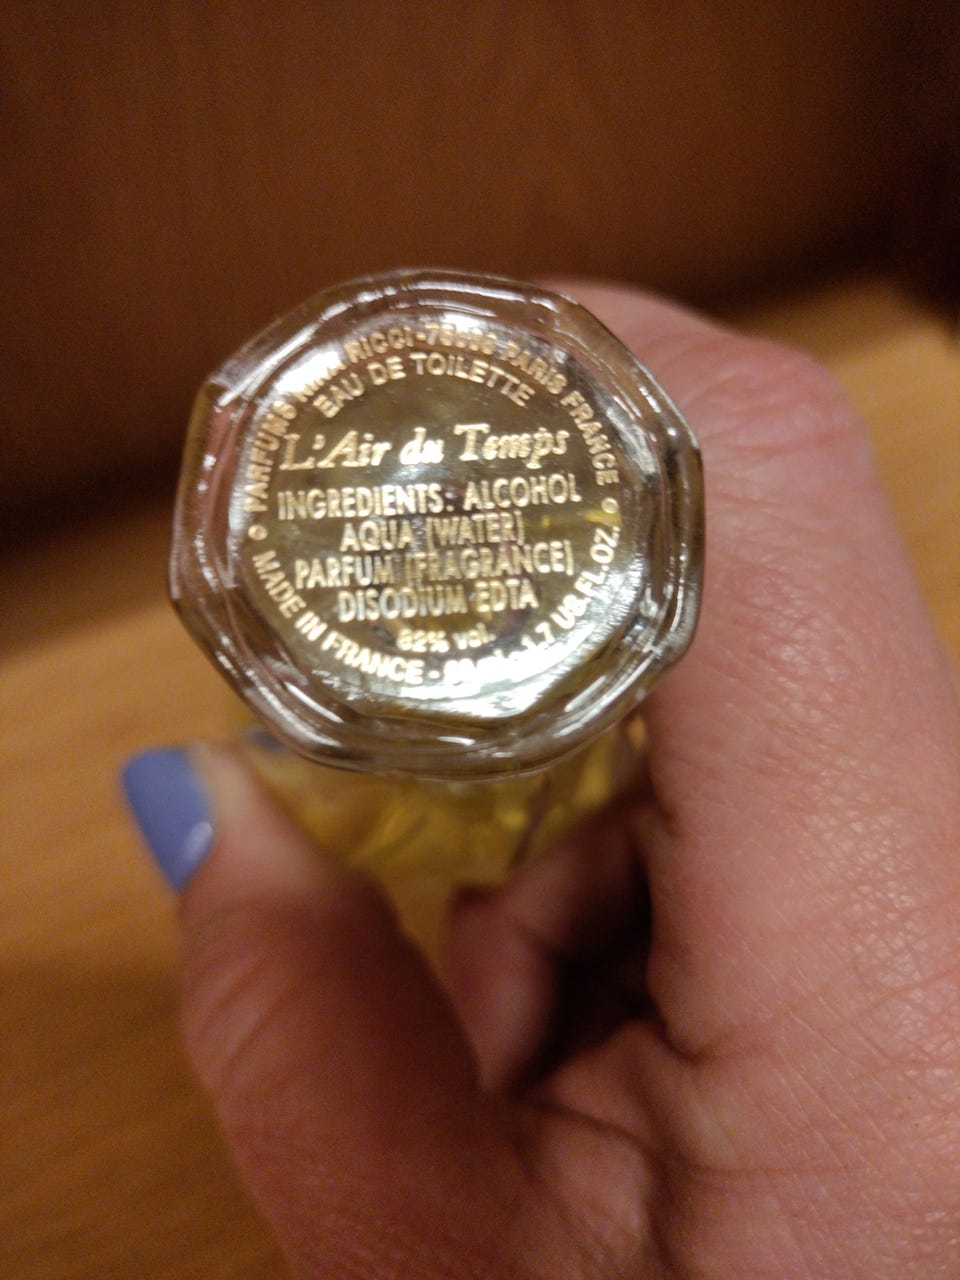 PARFUMS NINA RICCI - PARIS FRANCE
EAU DE TOILETTE
L'Air du Temps
INGREDIENTS: ALCOHOL
AQUA (WATER)
PARFUM (FRAGRANCE)
DISODIUM EDTA
82% vol.
MADE IN FRANCE - 1.7 US.FL.OZ.